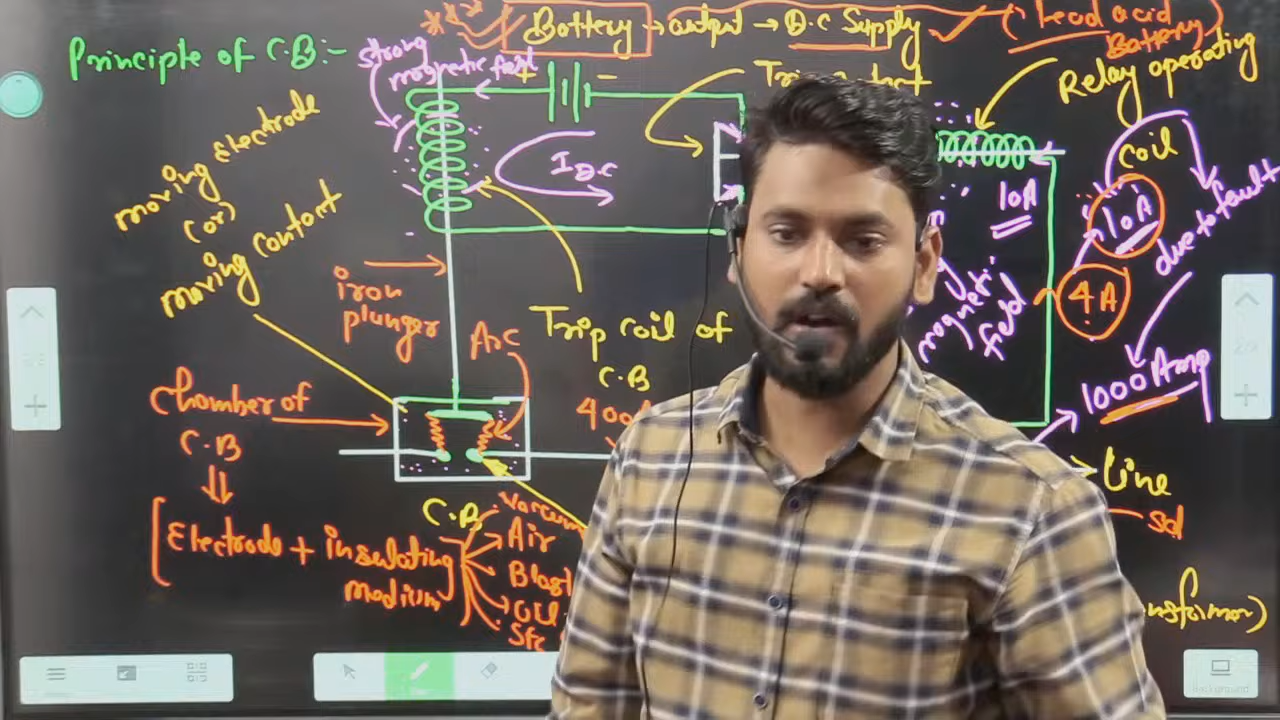 Battery → output → D.C Supply (Lead acid
Battery)
Principle of C.B:-
strong
magnetic field
+ -
Relay operating
coil
moving Electrode
(or)
moving contact
IDC
10A
10A
due to fault
4A
iron
plunger
magnetic
field
Trip coil of
C.B
Arc
1000 Amp
Chamber of
C.B
Line
[Electrode + insulating
medium]
C.B
vaccum
Air
Blast
Oil
Background